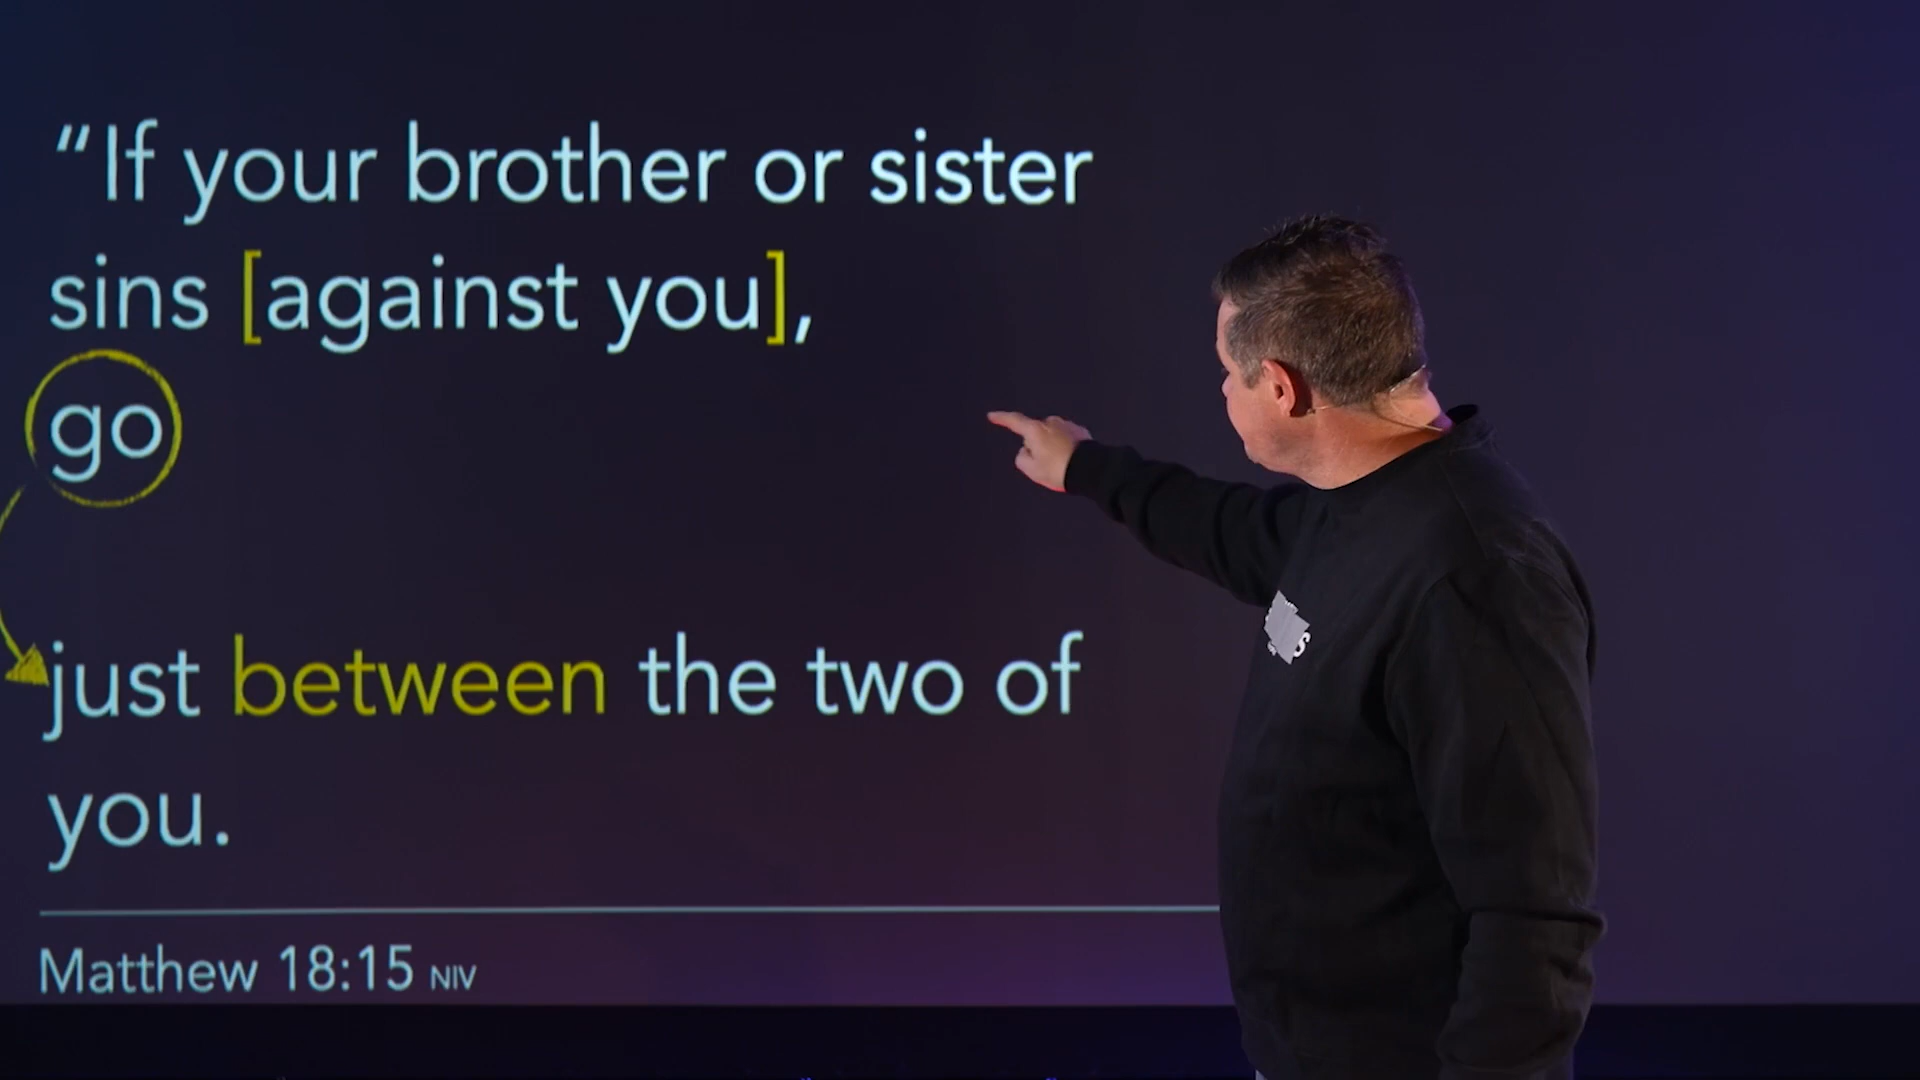 “If your brother or sister
sins [against you],
go
just between the two of
you.
Matthew 18:15 NIV